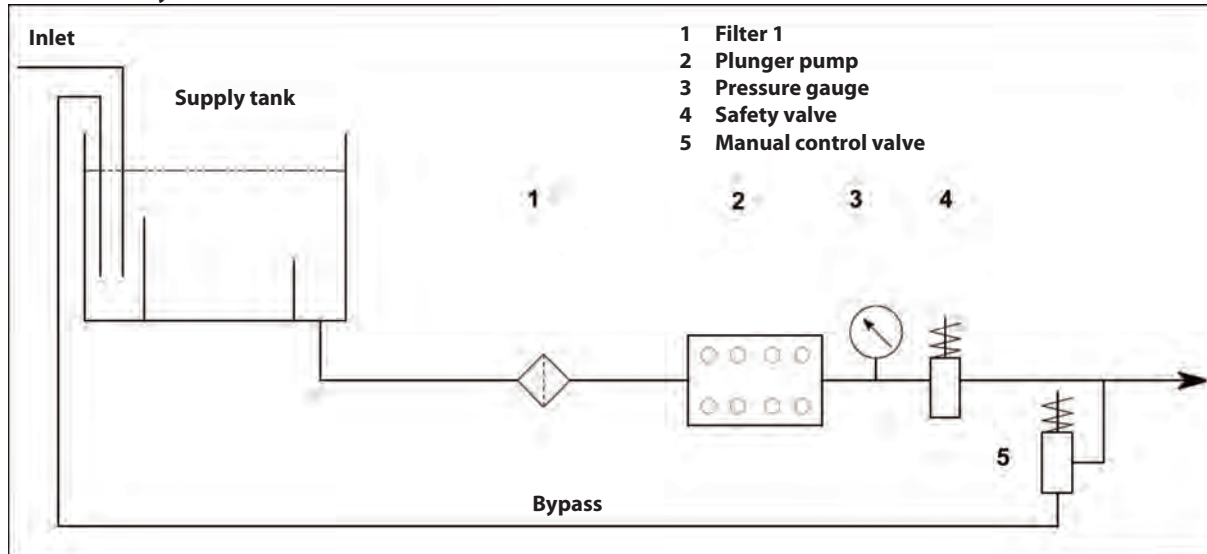 Inlet
Supply tank
1 Filter 1
2 Plunger pump
3 Pressure gauge
4 Safety valve
5 Manual control valve
1 2 3 4
5
Bypass